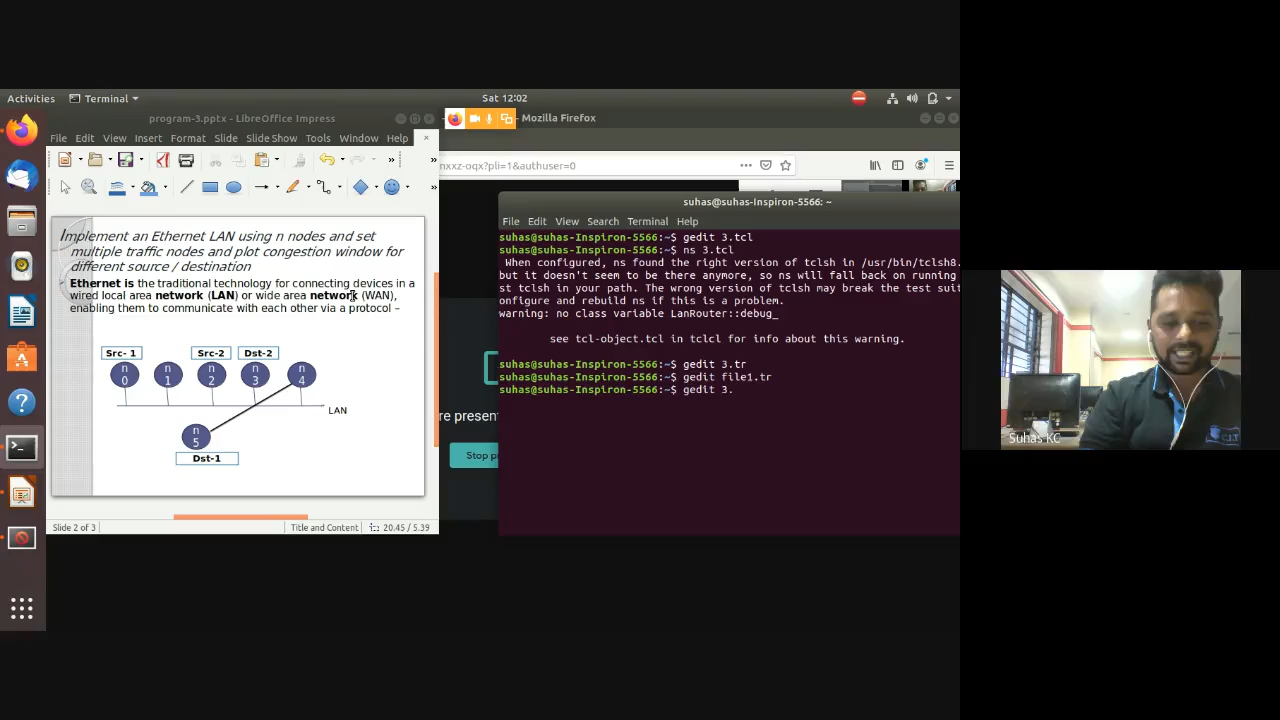 Activities
Terminal
Sat 12:02
program-3.pptx - LibreOffice Impress
- Mozilla Firefox
File Edit View Insert Format Slide Slide Show Tools Window Help
nxxz-oqx?pli=1&authuser=0
suhas@suhas-Inspiron-5566: ~
File Edit View Search Terminal Help
Implement an Ethernet LAN using n nodes and set
multiple traffic nodes and plot congestion window for
different source / destination
Ethernet is the traditional technology for connecting devices in a
wired local area network (LAN) or wide area network (WAN),
enabling them to communicate with each other via a protocol –
Src- 1
Src-2
Dst-2
n 0
n 1
n 2
n 3
n 4
LAN
n 5
Dst-1
Slide 2 of 3
Title and Content
20.45 / 5.39
re present
Stop pr
suhas@suhas-Inspiron-5566:~$ gedit 3.tcl
suhas@suhas-Inspiron-5566:~$ ns 3.tcl
When configured, ns found the right version of tclsh in /usr/bin/tclsh8.
but it doesn't seem to be there anymore, so ns will fall back on running
st tclsh in your path. The wrong version of tclsh may break the test suit
onfigure and rebuild ns if this is a problem.
warning: no class variable LanRouter::debug_
see tcl-object.tcl in tclcl for info about this warning.
suhas@suhas-Inspiron-5566:~$ gedit 3.tr
suhas@suhas-Inspiron-5566:~$ gedit file1.tr
suhas@suhas-Inspiron-5566:~$ gedit 3.
Suhas KC
C.I.T